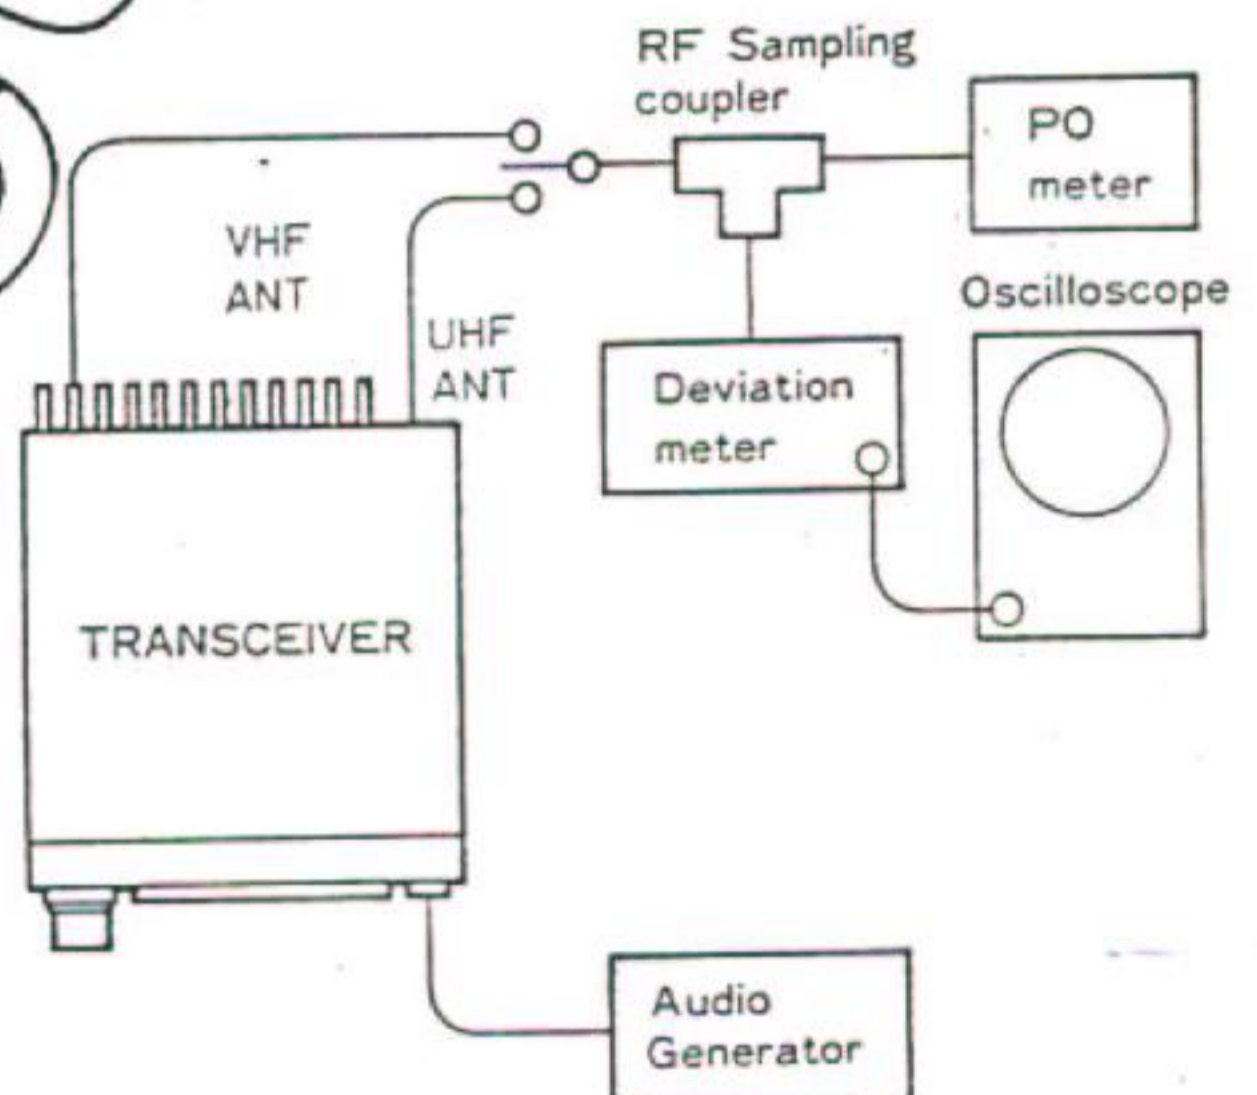 RF Sampling
coupler
PO
meter
VHF
ANT
UHF
ANT
Oscilloscope
Deviation
meter
TRANSCEIVER
Audio
Generator